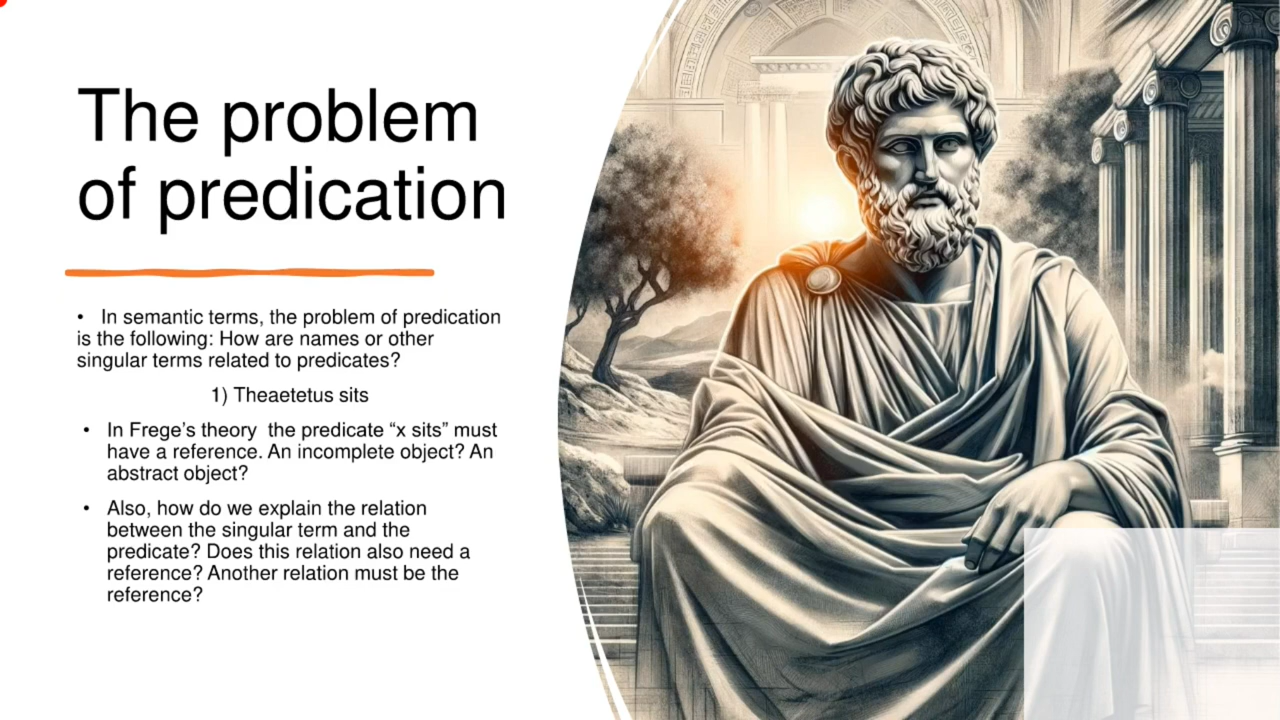 The problem
of predication
• In semantic terms, the problem of predication
is the following: How are names or other
singular terms related to predicates?
1) Theaetetus sits
• In Frege’s theory  the predicate “x sits” must
have a reference. An incomplete object? An
abstract object?
• Also, how do we explain the relation
between the singular term and the
predicate? Does this relation also need a
reference? Another relation must be the
reference?